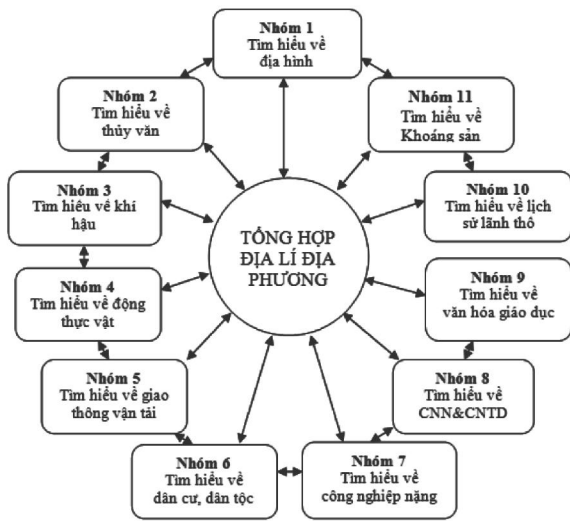 Nhóm 1
Tìm hiểu về
địa hình
Nhóm 2
Tìm hiểu về
thủy văn
Nhóm 11
Tìm hiểu về
Khoáng sản
Nhóm 3
Tìm hiêu về khí
hậu
Nhóm 10
Tìm hiểu về lịch
sử lãnh thô
TỔNG HỢP
ĐỊA LÍ ĐỊA
PHƯƠNG
Nhóm 4
Tìm hiểu về động
thực vật
Nhóm 9
Tìm hiểu về
văn hóa giáo dục
Nhóm 5
Tìm hiểu về giao
thông vận tải
Nhóm 8
Tìm hiểu về
CNN&CNTD
Nhóm 6
Tìm hiểu về
dân cư, dân tộc
Nhóm 7
Tìm hiểu về
công nghiệp nặng